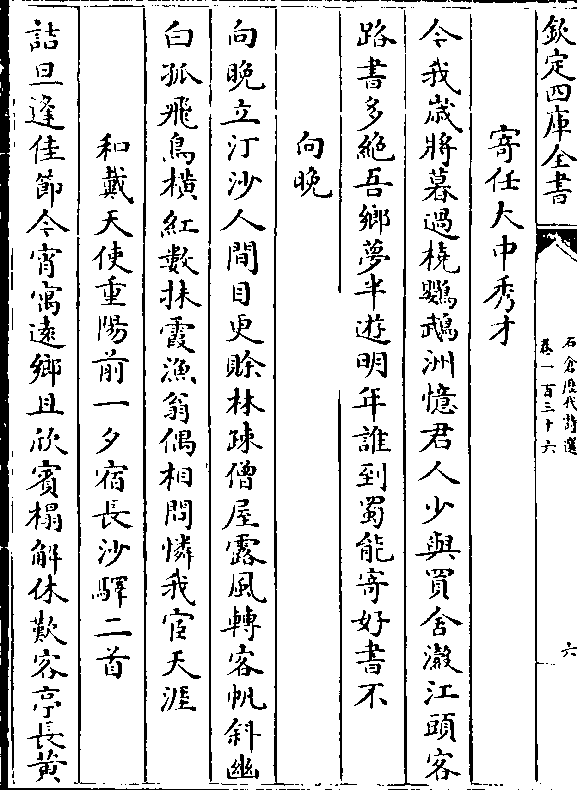 欽定四庫全書
石倉歴代詩選
卷一百三十六
六
寄任大中秀才
今我歳將暮過橈鸚鵡洲憶君人少與買舍瀫江頭客
路書多絶吾鄉夢半遊明年誰到蜀能寄好書不
向晚
向晚立汀沙人間目更賖林疎僧屋露風轉客帆斜幽
白孤飛鳥横紅數抹霞漁翁偶相問憐我宦天涯
和戴天使重陽前一夕宿長沙驛二首
詰旦逢佳節今宵寓遠鄉且欣賓榻解休歎客亭長黄